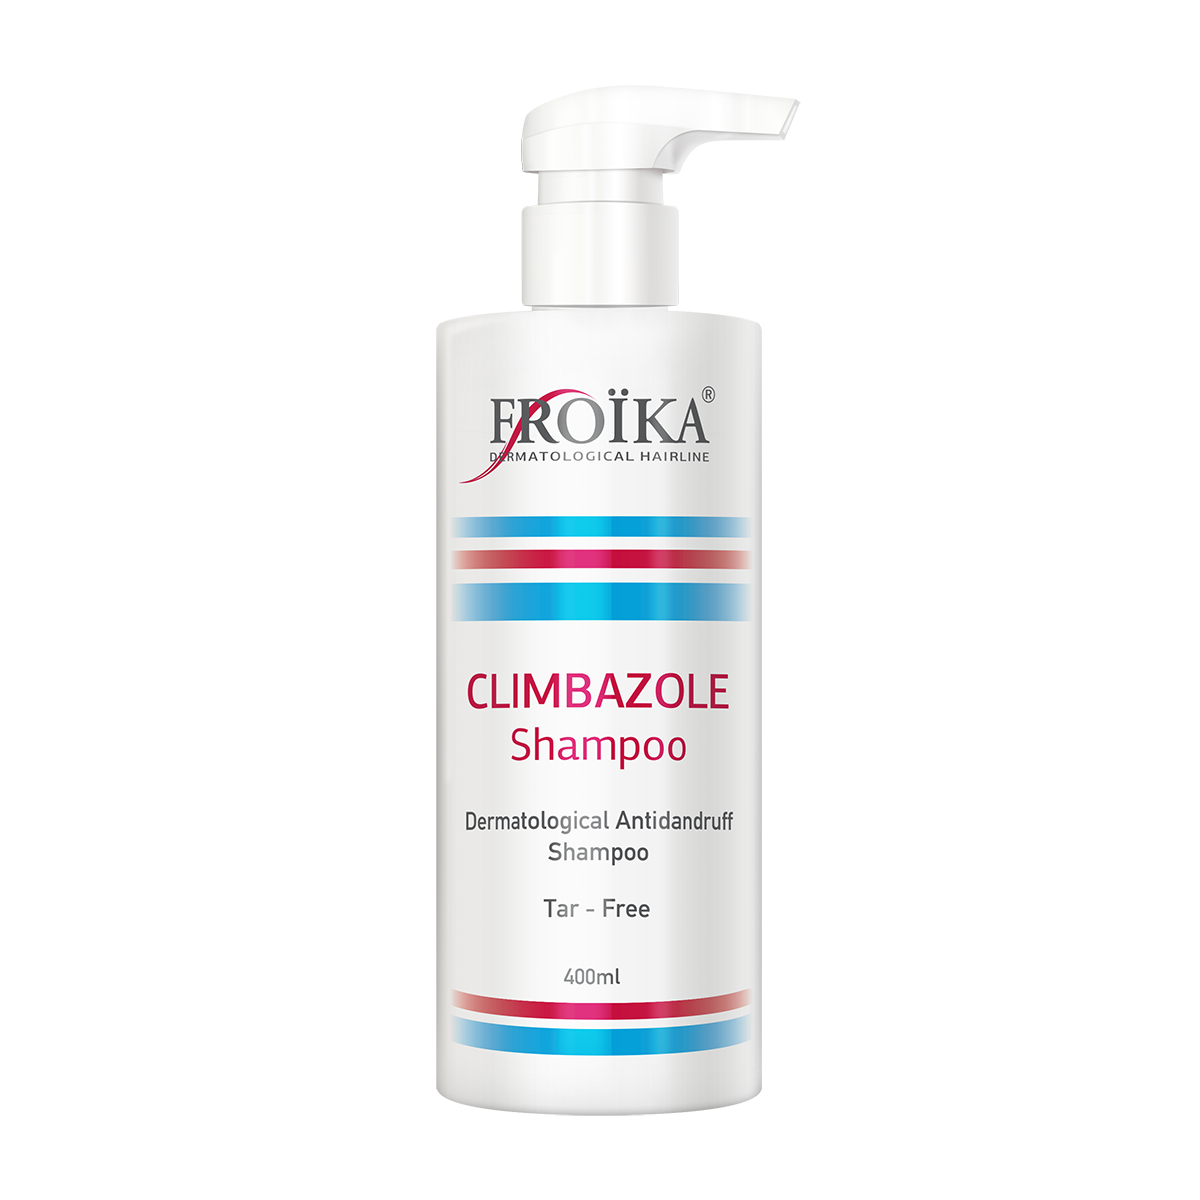 FROÏKA®
DERMATOLOGICAL HAIRLINE
CLIMBAZOLE
Shampoo
Dermatological Antidandruff
Shampoo
Tar - Free
400ml